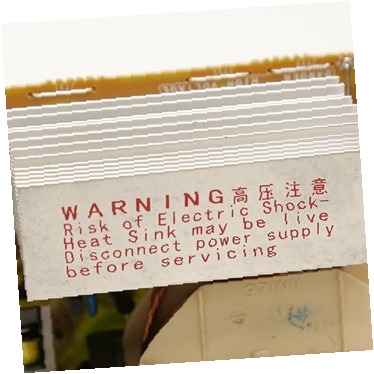 WARNING高压注意
Risk of Electric Shock-
Heat Sink may be live
Disconnect power supply
before servicing
97INV